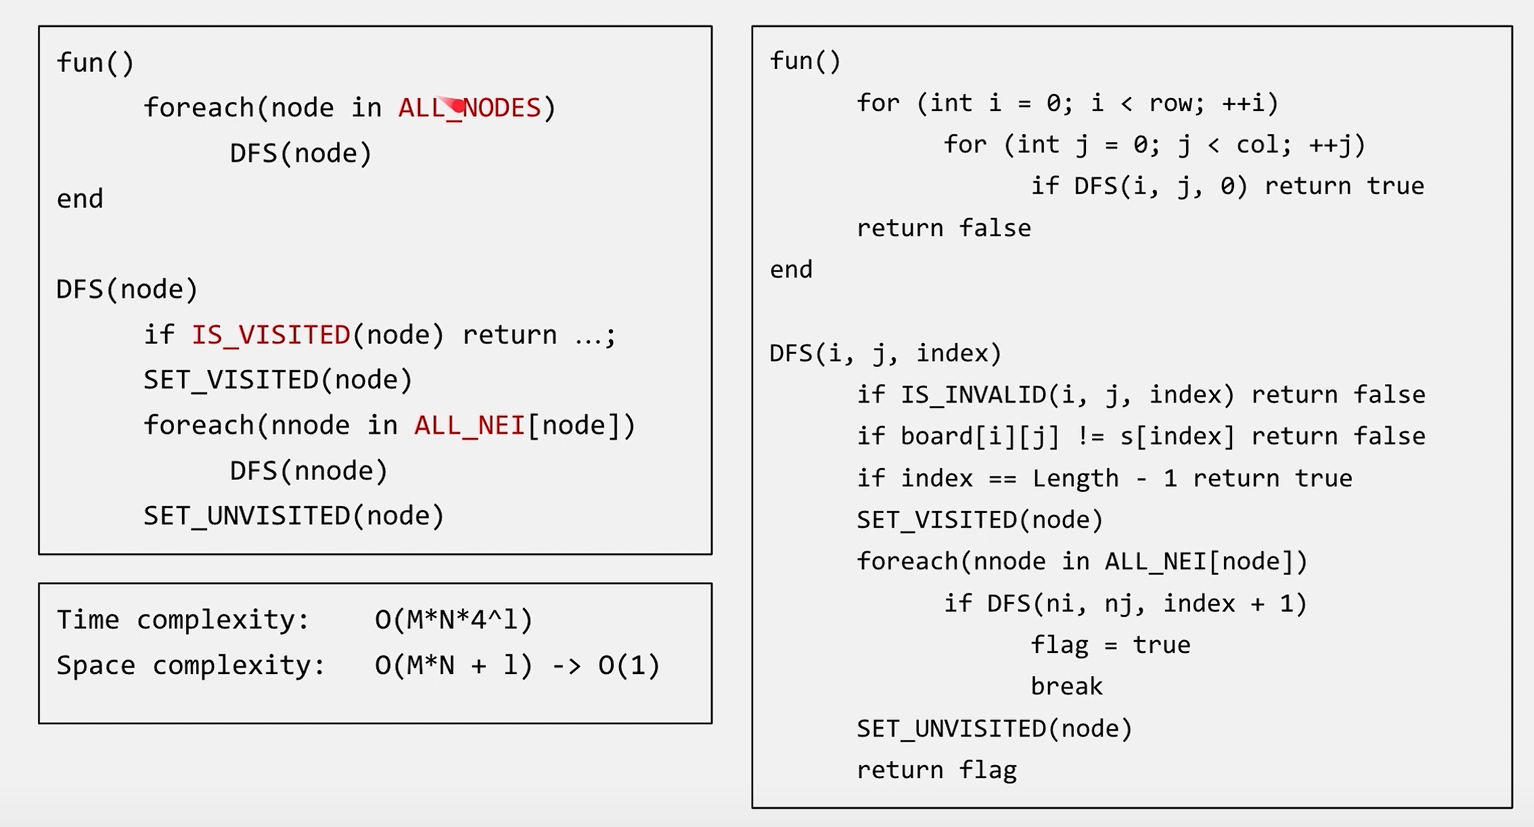 fun()
foreach(node in ALL_NODES)
DFS(node)
end
DFS(node)
if IS_VISITED(node) return …;
SET_VISITED(node)
foreach(nnode in ALL_NEI[node])
DFS(nnode)
SET_UNVISITED(node)
Time complexity: O(M*N*4^l)
Space complexity: O(M*N + l) -> O(1)
fun()
for (int i = 0; i < row; ++i)
for (int j = 0; j < col; ++j)
if DFS(i, j, 0) return true
return false
end
DFS(i, j, index)
if IS_INVALID(i, j, index) return false
if board[i][j] != s[index] return false
if index == Length - 1 return true
SET_VISITED(node)
foreach(nnode in ALL_NEI[node])
if DFS(ni, nj, index + 1)
flag = true
break
SET_UNVISITED(node)
return flag